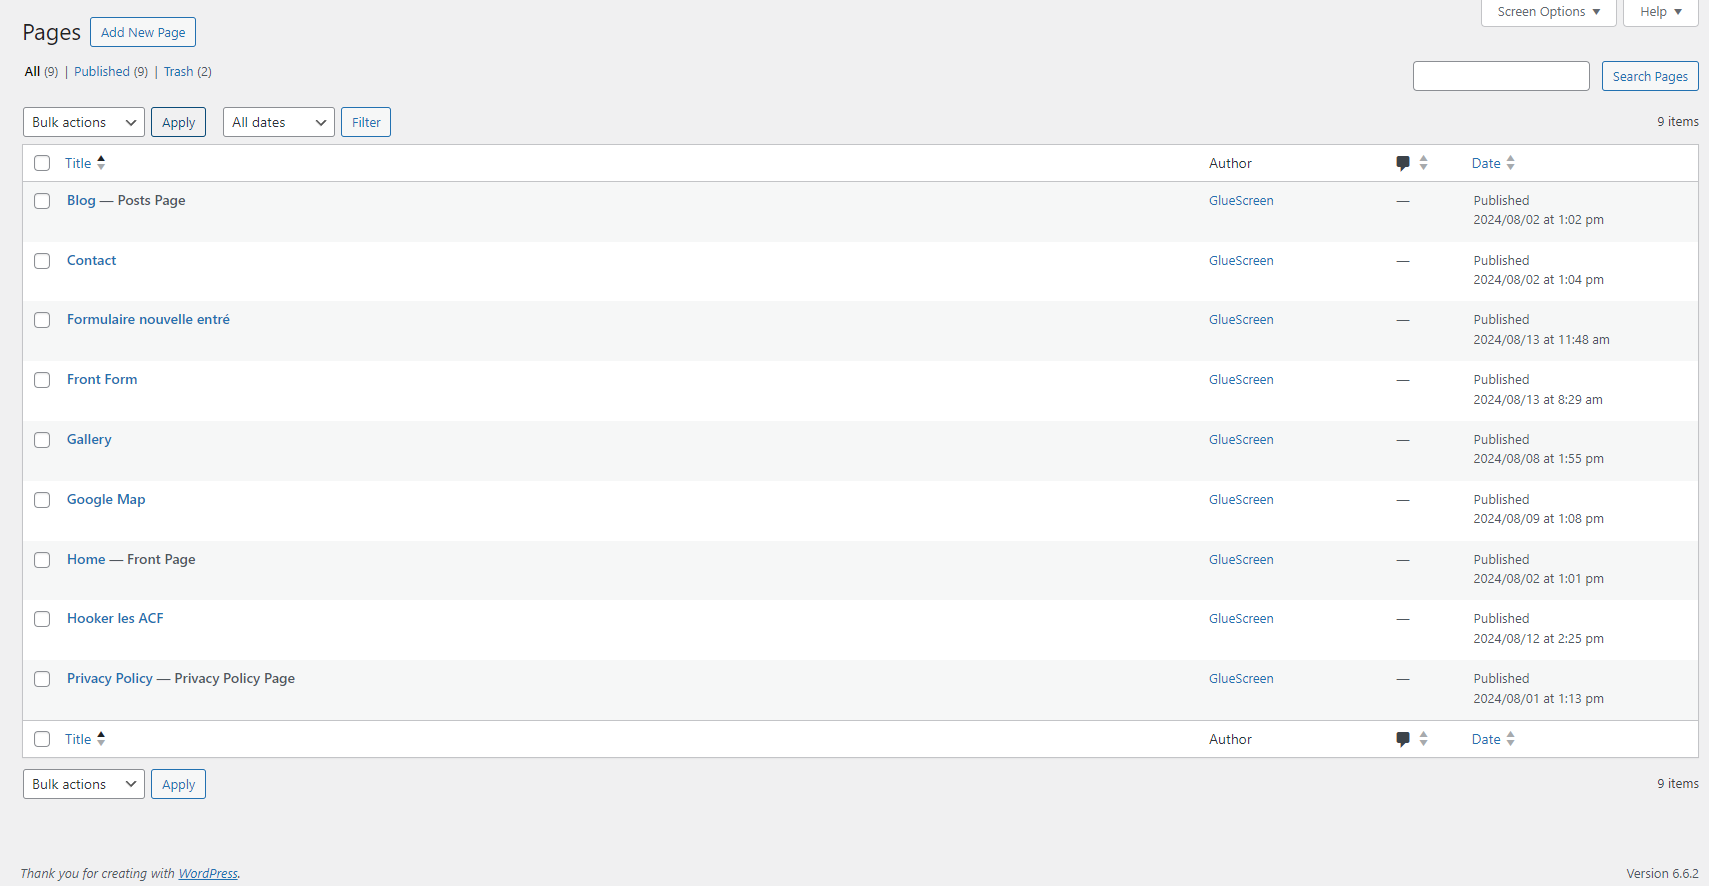 Screen Options ▼ Help ▼
Pages Add New Page
All (9) | Published (9) | Trash (2)
Search Pages
Bulk actions Apply All dates Filter 9 items
Title Author Date
Blog — Posts Page GlueScreen — Published
2024/08/02 at 1:02 pm
Contact GlueScreen — Published
2024/08/02 at 1:04 pm
Formulaire nouvelle entré GlueScreen — Published
2024/08/13 at 11:48 am
Front Form GlueScreen — Published
2024/08/13 at 8:29 am
Gallery GlueScreen — Published
2024/08/08 at 1:55 pm
Google Map GlueScreen — Published
2024/08/09 at 1:08 pm
Home — Front Page GlueScreen — Published
2024/08/02 at 1:01 pm
Hooker les ACF GlueScreen — Published
2024/08/12 at 2:25 pm
Privacy Policy — Privacy Policy Page GlueScreen — Published
2024/08/01 at 1:13 pm
Title Author Date
Bulk actions Apply 9 items
Thank you for creating with WordPress. Version 6.6.2